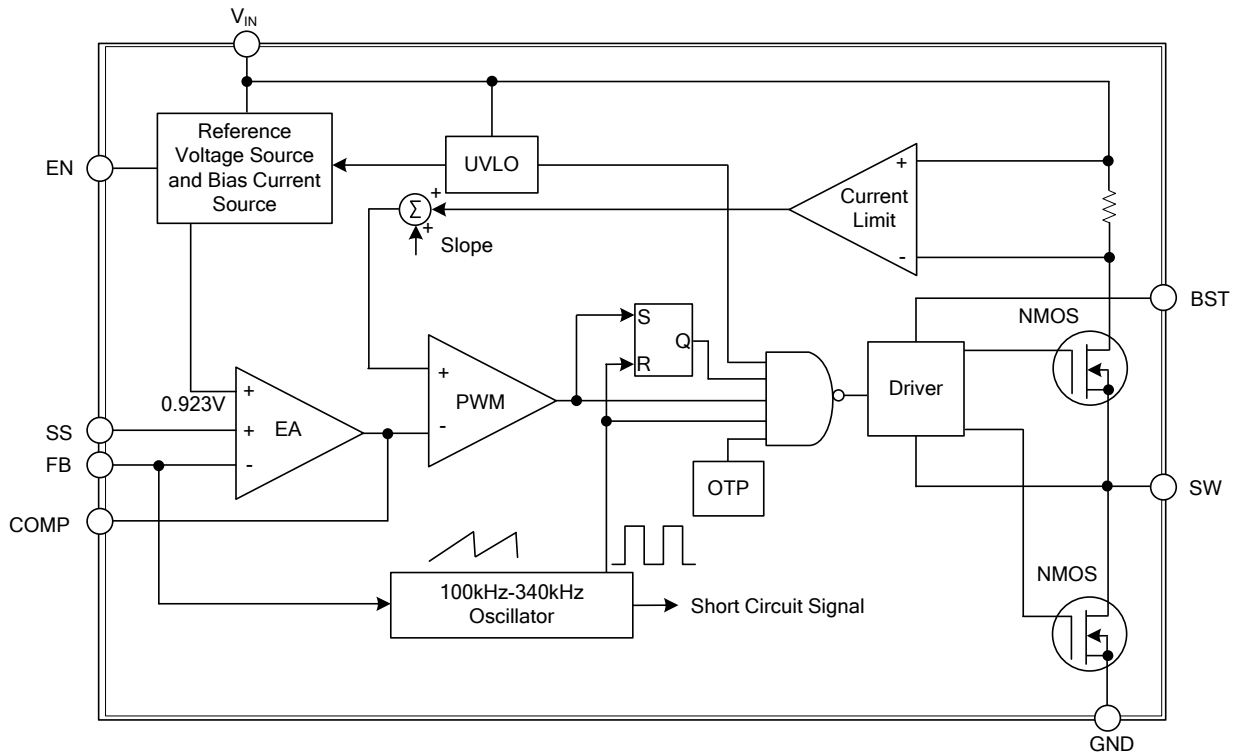 V_IN
Reference
Voltage Source
and Bias Current
Source
EN
UVLO
+
Σ
+
Slope
+
Current
Limit
-
BST
NMOS
S
Q
R
+
PWM
-
Driver
0.923V
+
SS
+
EA
FB
-
OTP
SW
COMP
NMOS
100kHz-340kHz
Oscillator
Short Circuit Signal
GND